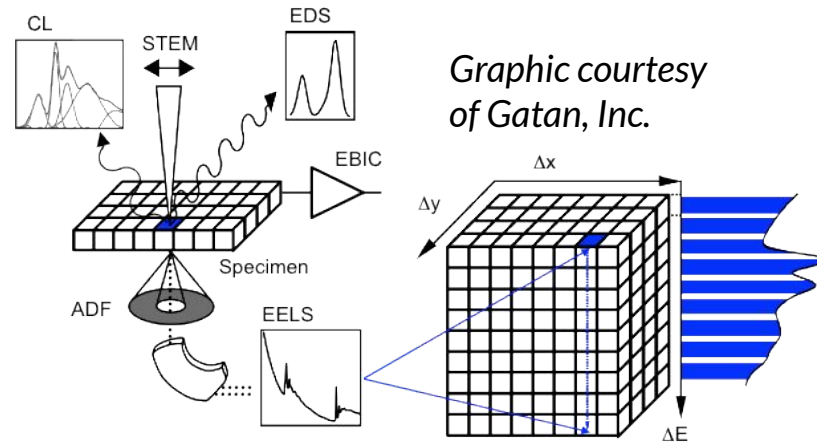 CL
STEM
EDS
Graphic courtesy
of Gatan, Inc.
EBIC
Δx
Δy
Specimen
ADF
EELS
ΔE